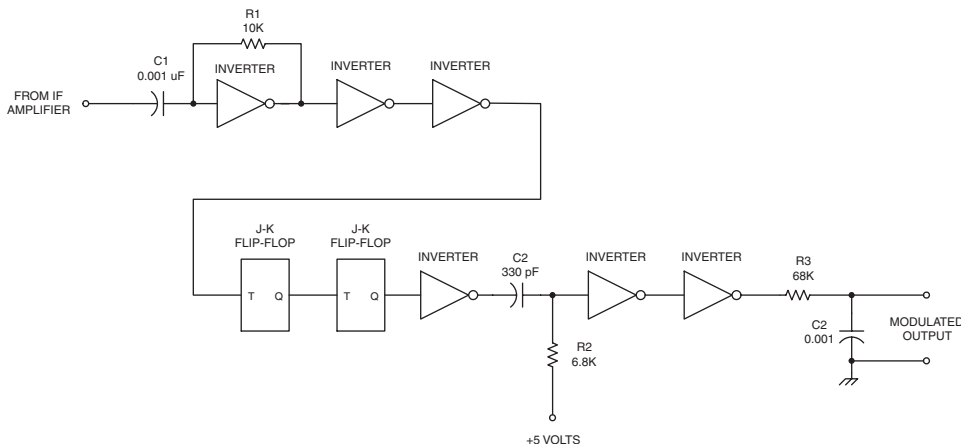 R1
10K
C1
0.001 uF
INVERTER
INVERTER
INVERTER
FROM IF
AMPLIFIER
J-K
FLIP-FLOP
J-K
FLIP-FLOP
INVERTER
C2
330 pF
INVERTER
INVERTER
R3
68K
T Q
T Q
C2
0.001
MODULATED
OUTPUT
R2
6.8K
+5 VOLTS